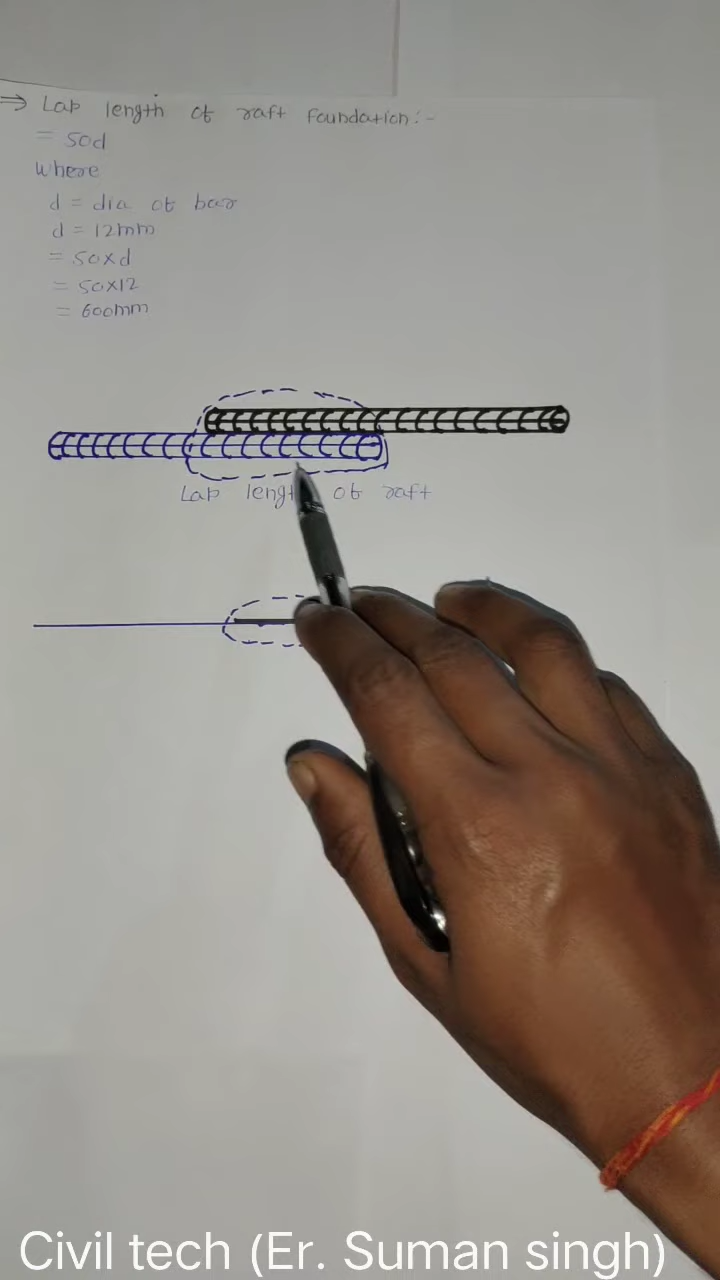 ⇒ Lap length of raft foundation:-
= 50d
Where
d = dia of bar
d = 12mm
= 50×d
= 50×12
= 600mm
Lap length of raft
Civil tech (Er. Suman singh)